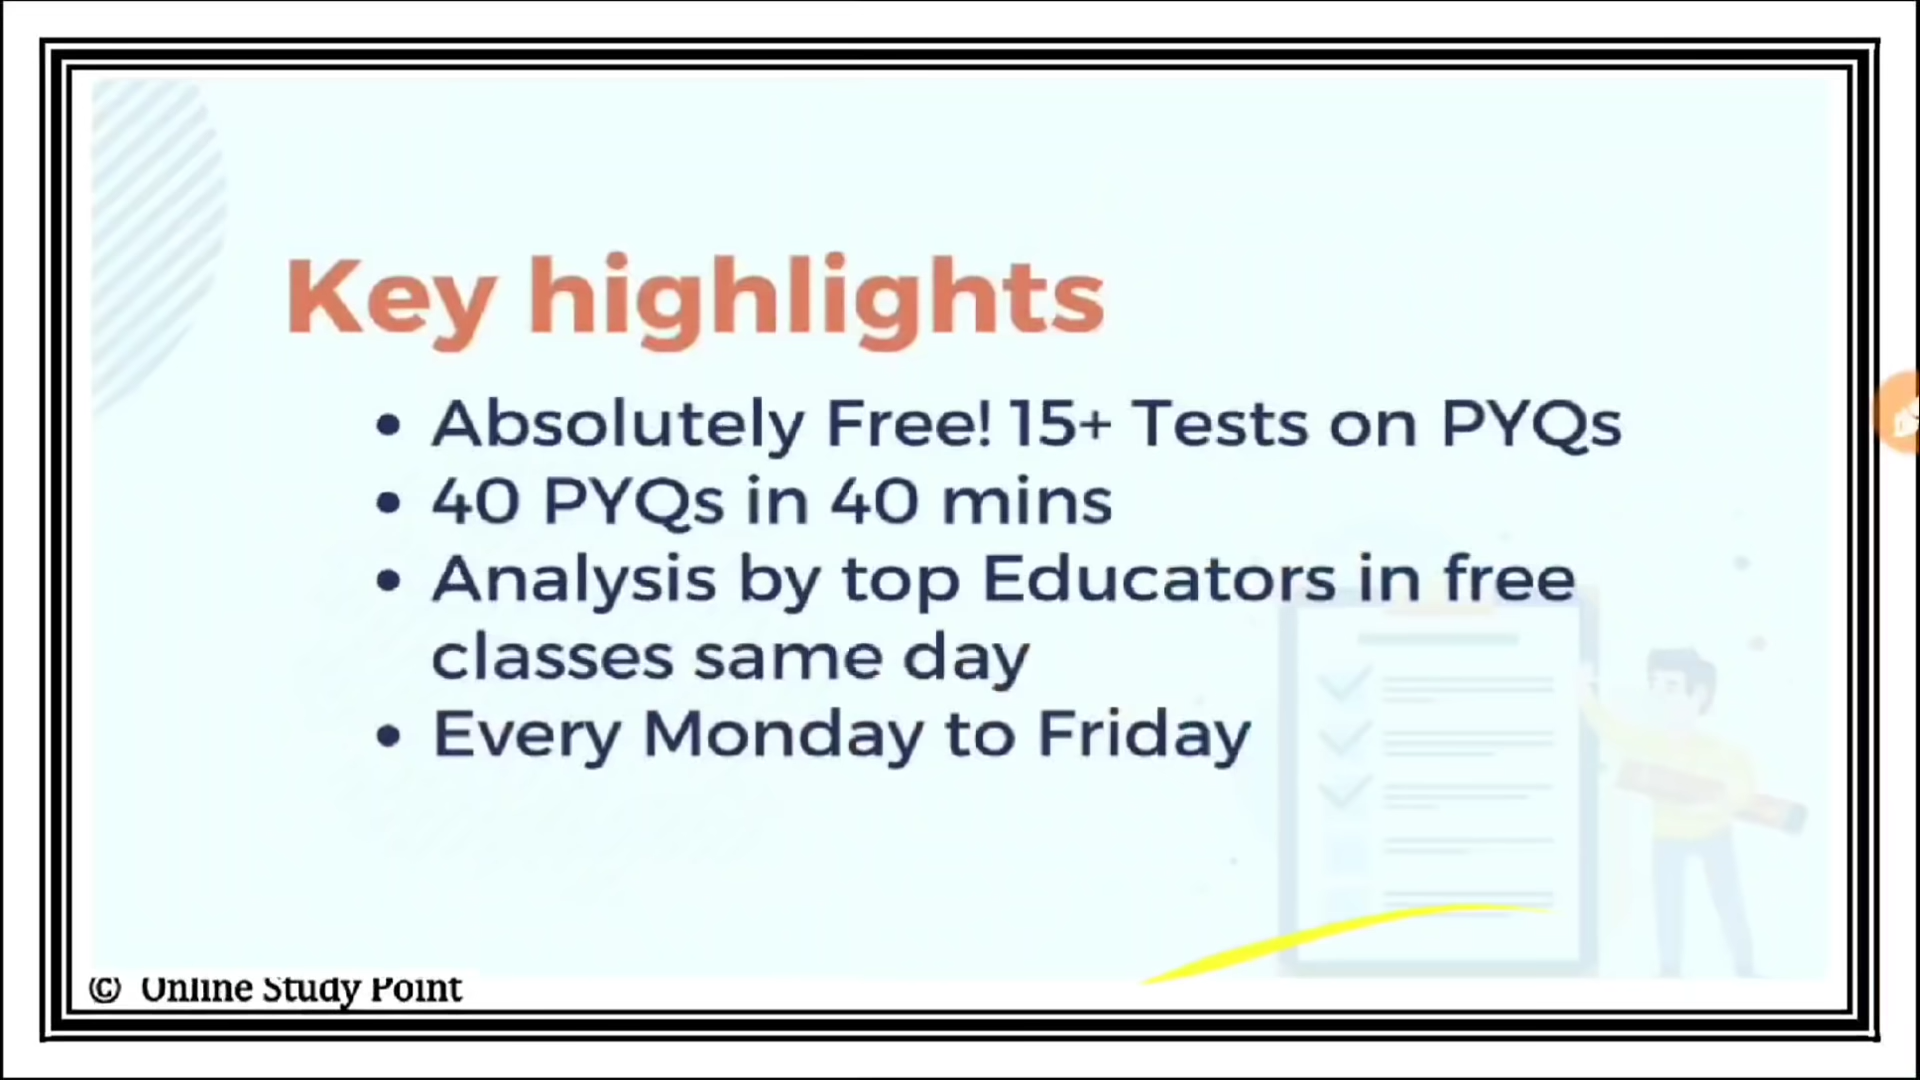 Key highlights
• Absolutely Free! 15+ Tests on PYQs
• 40 PYQs in 40 mins
• Analysis by top Educators in free
classes same day
• Every Monday to Friday
© Online Study Point